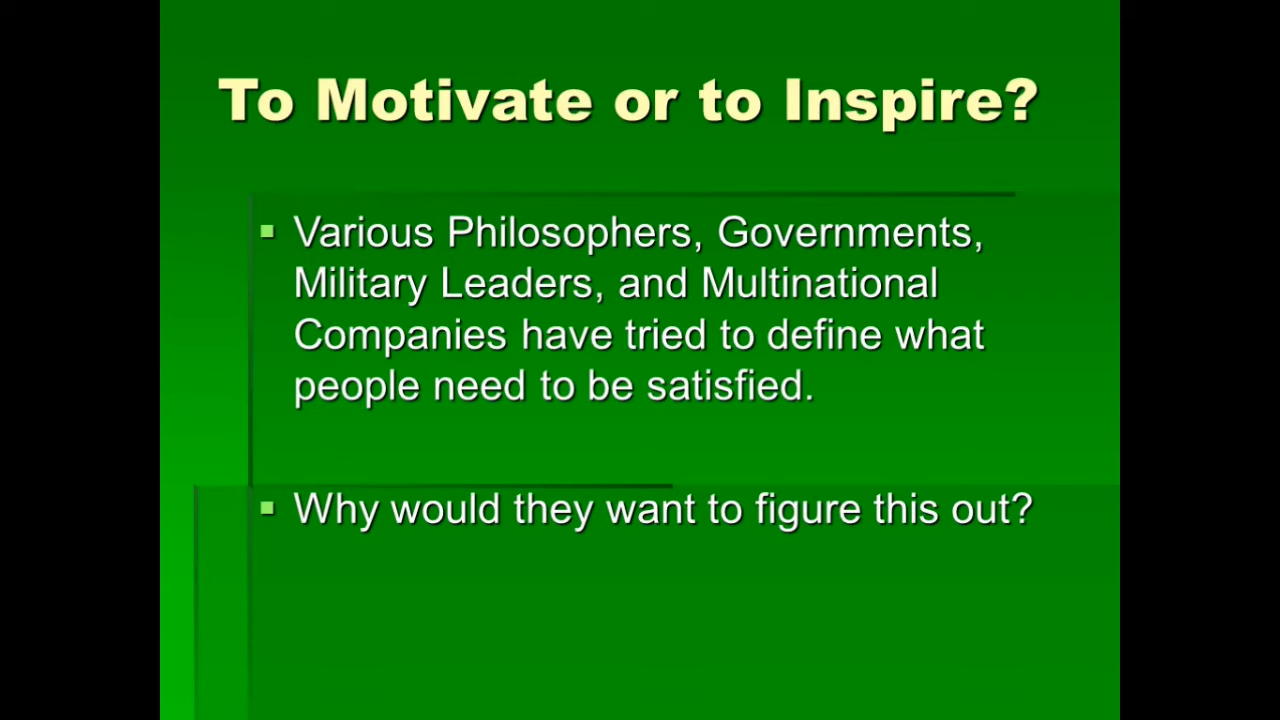 To Motivate or to Inspire?
Various Philosophers, Governments,
Military Leaders, and Multinational
Companies have tried to define what
people need to be satisfied.
Why would they want to figure this out?